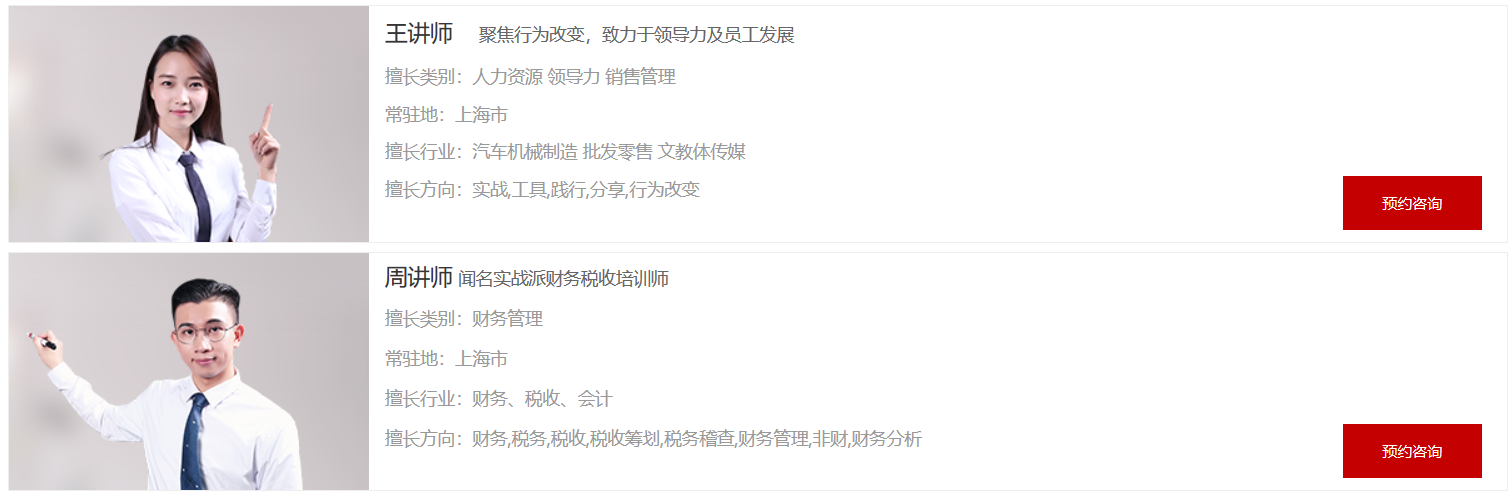 王讲师 聚焦行为改变，致力于领导力及员工发展
擅长类别：人力资源 领导力 销售管理
常驻地：上海市
擅长行业：汽车机械制造 批发零售 文教体传媒
擅长方向：实战,工具,践行,分享,行为改变
预约咨询
周讲师 闻名实战派财务税收培训师
擅长类别：财务管理
常驻地：上海市
擅长行业：财务、税收、会计
擅长方向：财务,税务,税收,税收筹划,税务稽查,财务管理,非财,财务分析
预约咨询